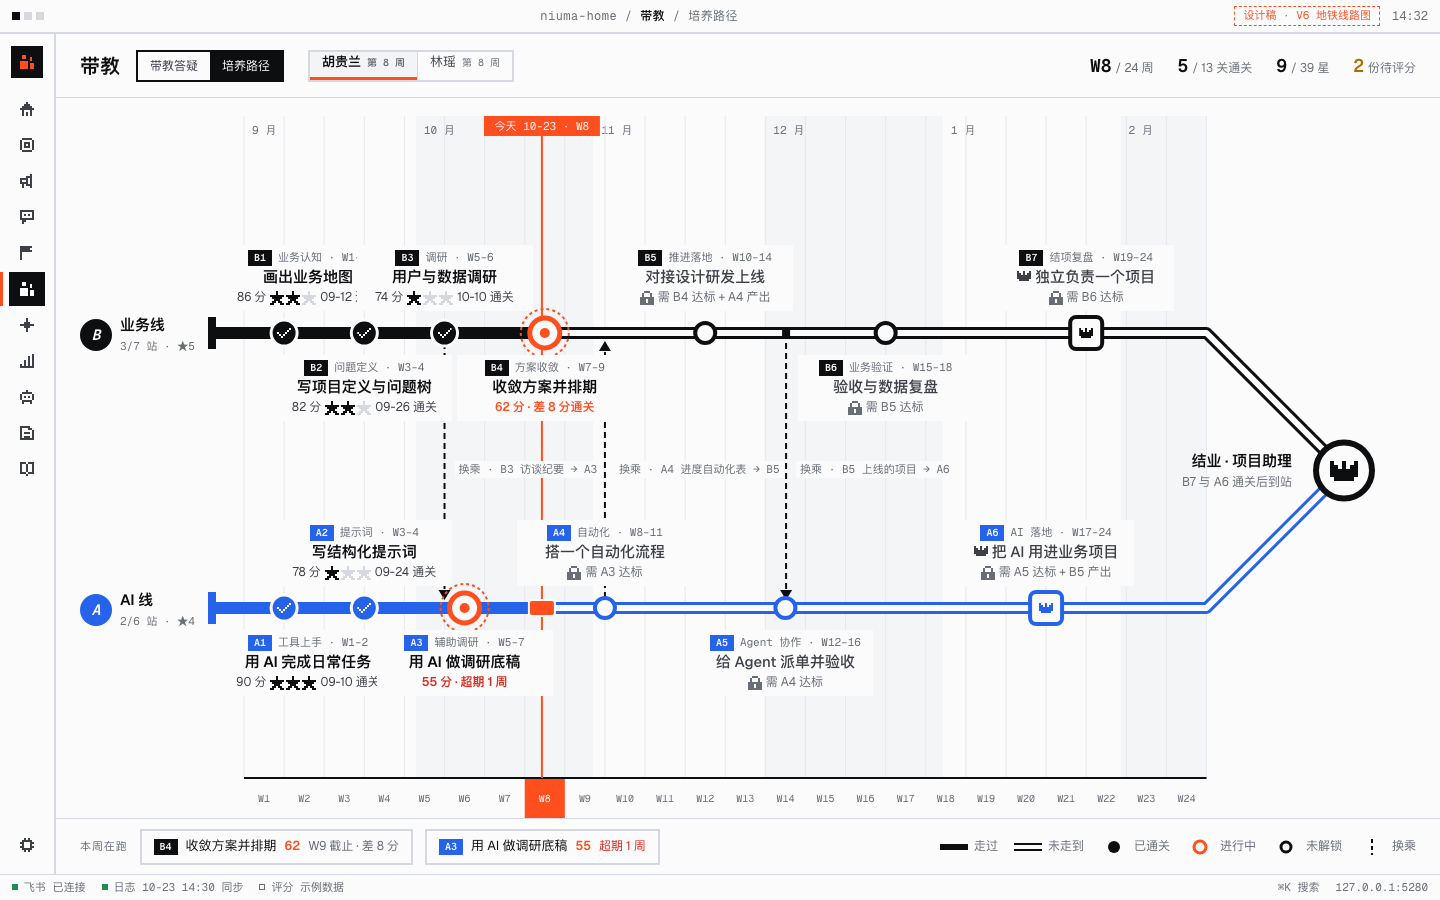 niuma-home / 带教 / 培养路径
设计稿 · V6 地铁线路图
14:32
带教
带教答疑
培养路径
胡贵兰 第 8 周
林瑶 第 8 周
W8 / 24 周
5 / 13 关通关
9 / 39 星
2 份待评分
9 月
10 月
今天 10-23 · W8
11 月
12 月
1 月
2 月
B1 业务认知 · W1-
画出业务地图
86 分 ★★★ 09-12
B3 调研 · W5-6
用户与数据调研
74 分 ★★★ 10-10 通关
B5 推进落地 · W10-14
对接设计研发上线
需 B4 达标 + A4 产出
B7 结项复盘 · W19-24
独立负责一个项目
需 B6 达标
B 业务线
3/7 站 · ★5
B2 问题定义 · W3-4
写项目定义与问题树
82 分 ★★★ 09-26 通关
B4 方案收敛 · W7-9
收敛方案并排期
62 分 · 差 8 分通关
B6 业务验证 · W15-18
验收与数据复盘
需 B5 达标
换乘 · B3 访谈纪要 → A3
换乘 · A4 进度自动化表 → B5
换乘 · B5 上线的项目 → A6
结业 · 项目助理
B7 与 A6 通关后到站
A2 提示词 · W3-4
写结构化提示词
78 分 ★★★ 09-24 通关
A4 自动化 · W8-11
搭一个自动化流程
需 A3 达标
A6 AI 落地 · W17-24
把 AI 用进业务项目
需 A5 达标 + B5 产出
A AI 线
2/6 站 · ★4
A1 工具上手 · W1-2
用 AI 完成日常任务
90 分 ★★★ 09-10 通关
A3 辅助调研 · W5-7
用 AI 做调研底稿
55 分 · 超期 1 周
A5 Agent 协作 · W12-16
给 Agent 派单并验收
需 A4 达标
W1 W2 W3 W4 W5 W6 W7 W8 W9 W10 W11 W12 W13 W14 W15 W16 W17 W18 W19 W20 W21 W22 W23 W24
本周在跑
B4 收敛方案并排期 62 W9 截止 · 差 8 分
A3 用 AI 做调研底稿 55 超期 1 周
走过
未走到
已通关
进行中
未解锁
换乘
飞书 已连接
日志 10-23 14:30 同步
评分 示例数据
⌘K 搜索
127.0.0.1:5280